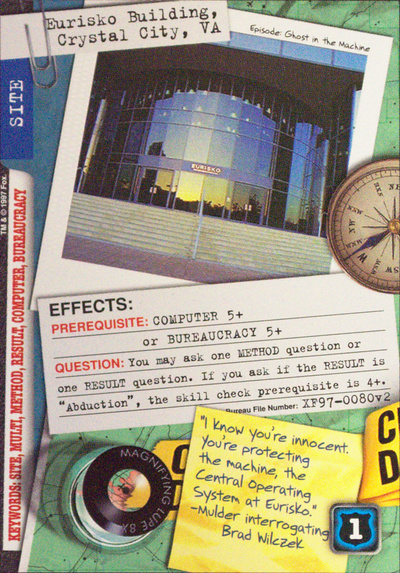 Eurisko Building,
Crystal City, VA
Episode: Ghost in the Machine
SITE
EURISKO
TM & © 1997 Fox.
KEYWORDS: SITE, MULTI, METHOD, RESULT, COMPUTER, BUREAUCRACY
EFFECTS:
PREREQUISITE: COMPUTER 5+
or BUREAUCRACY 5+
QUESTION: You may ask one METHOD question or
one RESULT question. If you ask if the RESULT is
"Abduction", the skill check prerequisite is 4+.
Bureau File Number: XF97-0080v2
MAGNIFYING LUPE 8X
"I know you're innocent.
You're protecting
the machine, the
Central Operating
System at Eurisko."
-Mulder interrogating
Brad Wilczek
1